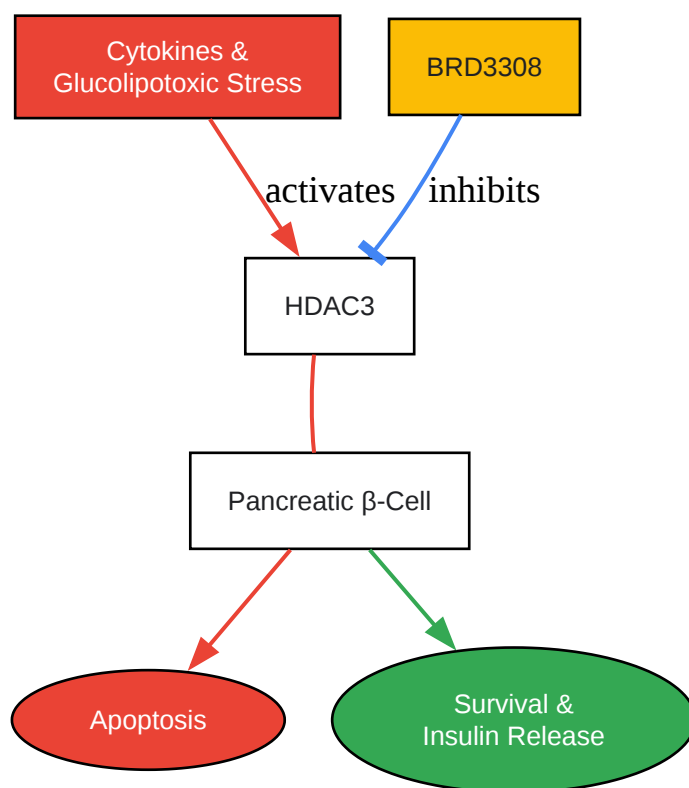 Cytokines &
Glucolipotoxic Stress
BRD3308
activates
inhibits
HDAC3
Pancreatic β-Cell
Apoptosis
Survival &
Insulin Release